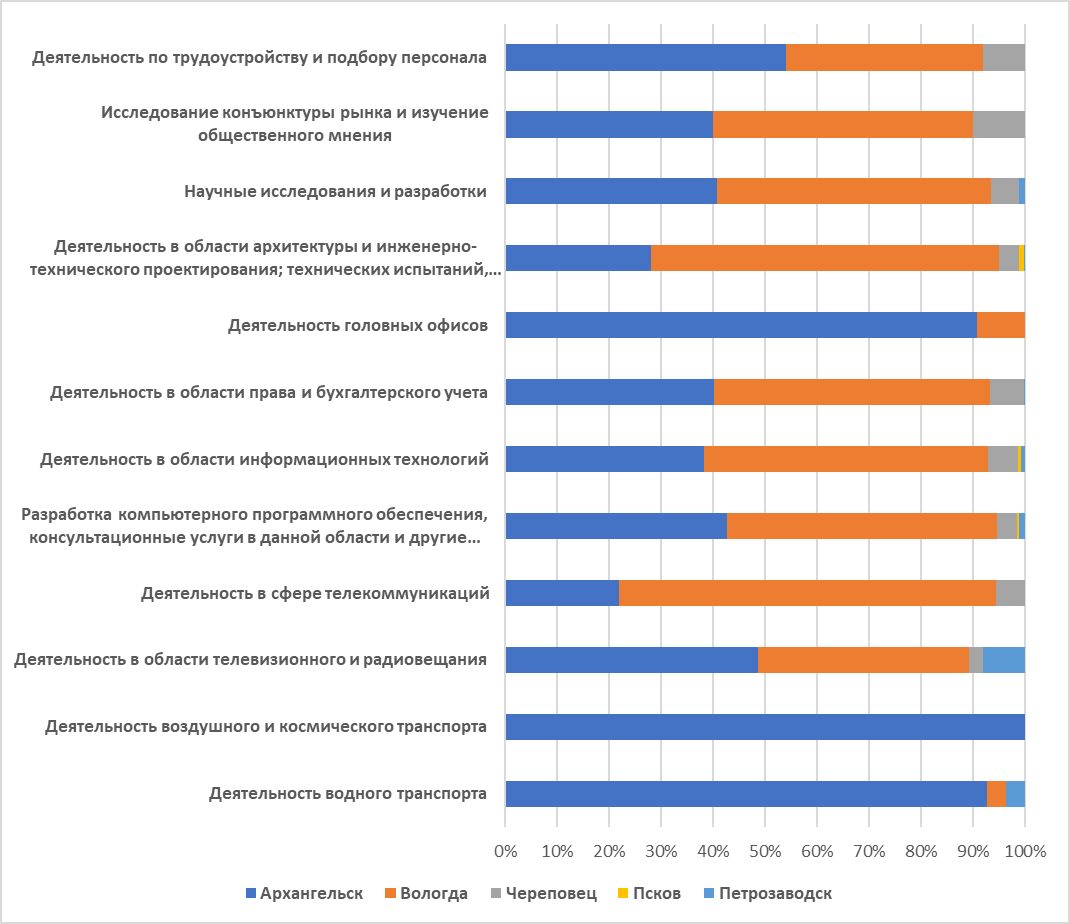 Деятельность по трудоустройству и подбору персонала
Исследование конъюнктуры рынка и изучение
общественного мнения
Научные исследования и разработки
Деятельность в области архитектуры и инженерно-
технического проектирования; технических испытаний,...
Деятельность головных офисов
Деятельность в области права и бухгалтерского учета
Деятельность в области информационных технологий
Разработка компьютерного программного обеспечения,
консультационные услуги в данной области и другие...
Деятельность в сфере телекоммуникаций
Деятельность в области телевизионного и радиовещания
Деятельность воздушного и космического транспорта
Деятельность водного транспорта
0% 10% 20% 30% 40% 50% 60% 70% 80% 90% 100%
Архангельск Вологда Череповец Псков Петрозаводск